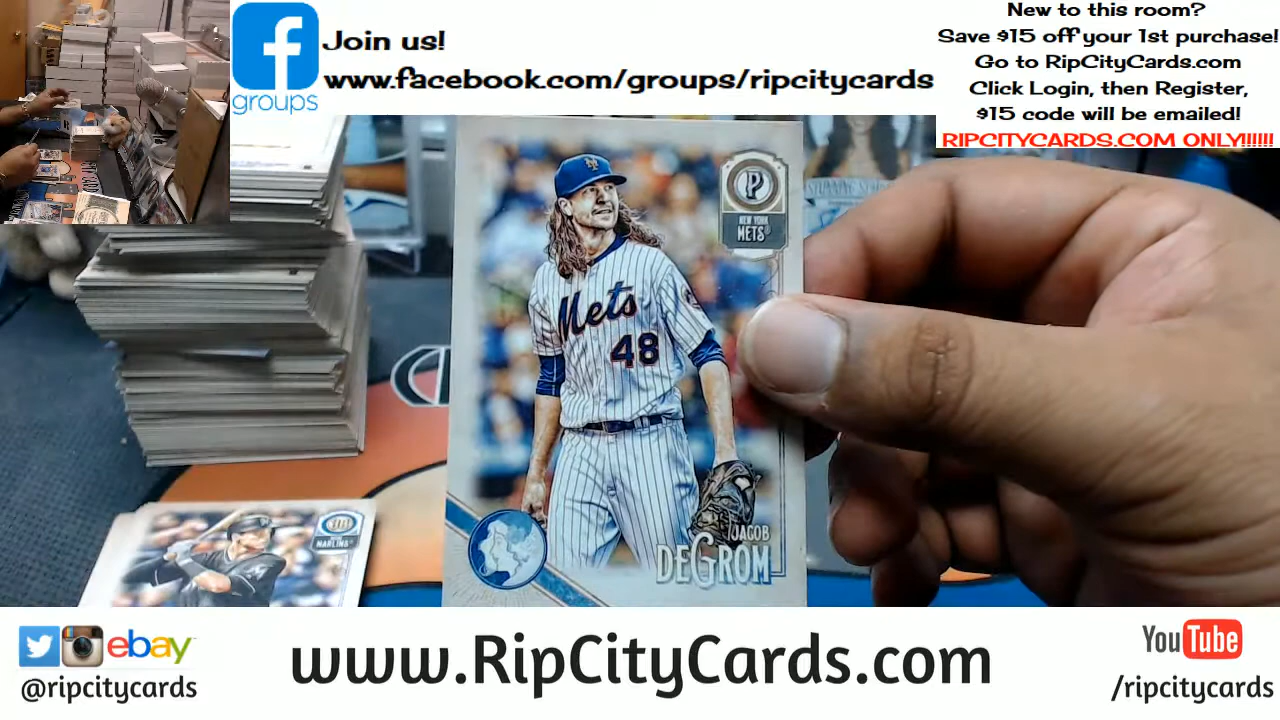 Join us!
www.facebook.com/groups/ripcitycards
groups
New to this room?
Save $15 off your 1st purchase!
Go to RipCityCards.com
Click Login, then Register,
$15 code will be emailed!
RIPCITYCARDS.COM ONLY!!!!!!
P
NEW YORK
METS
Mets
48
JACOB
DEGROM
MARLINS
ebay
@ripcitycards
www.RipCityCards.com
YouTube
/ripcitycards